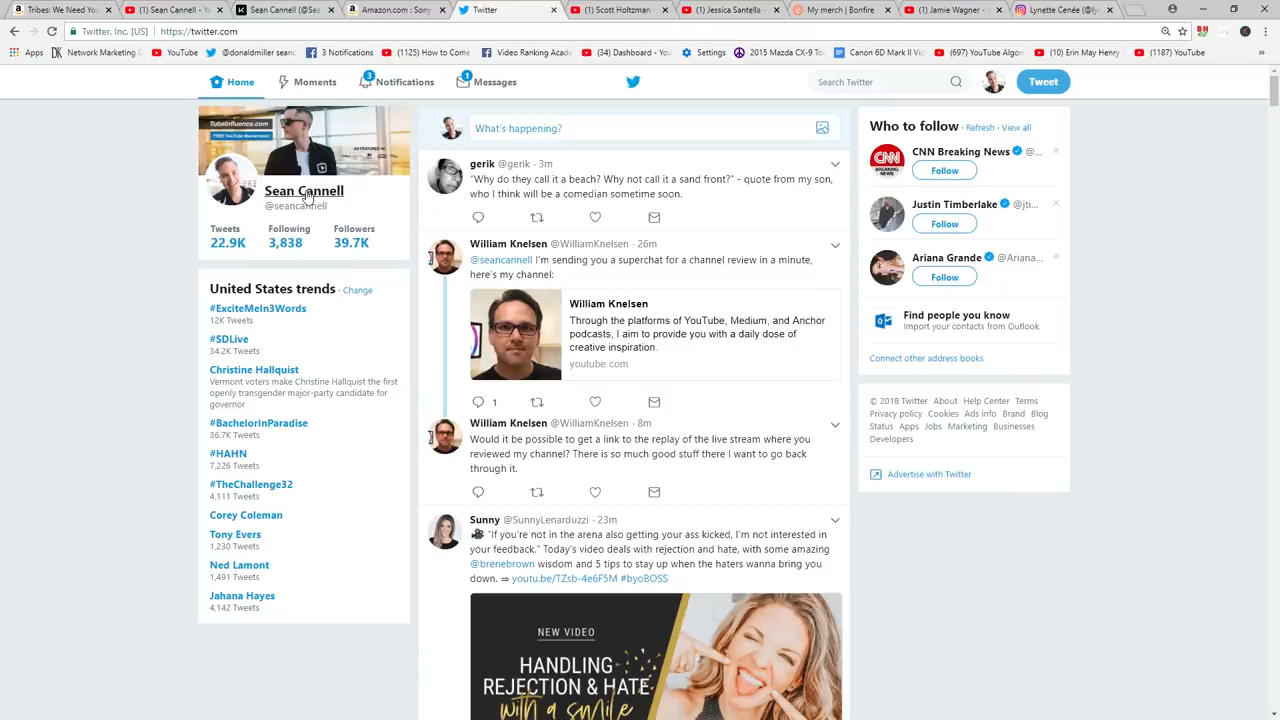 Tribes: We Need You
Sean Cannell - Y
Sean Cannell (@Sea
Amazon.com : Sony
Twitter
Scott Holtzman -
Jessica Santella -
My merch | Bonfire
Jamie Wagner -
Lynette Cenée (@ly
Twitter, Inc. [US] https://twitter.com
Apps Network Marketing YouTube @donaldmiller sean 3 Notifications (1125) How to Come Video Ranking Acade (34) Dashboard - You Settings 2015 Mazda CX-9 To Canon 6D Mark II Vi (697) YouTube Algor (10) Erin May Henry (1187) YouTube
Home Moments 3 Notifications 1 Messages Search Twitter Tweet
TubeInfluence.com
FREE YouTube Masterclass!
AS FEATURED IN
Sean Cannell
@seancannell
Tweets Following Followers
22.9K 3,838 39.7K
United States trends · Change
#ExciteMeIn3Words
12K Tweets
#SDLive
34.2K Tweets
Christine Hallquist
Vermont voters make Christine Hallquist the first
openly transgender major-party candidate for
governor
#BachelorInParadise
36.7K Tweets
#HAHN
7,226 Tweets
#TheChallenge32
4,111 Tweets
Corey Coleman
Tony Evers
1,230 Tweets
Ned Lamont
1,491 Tweets
Jahana Hayes
4,142 Tweets
What's happening?
gerik @gerik · 3m
"Why do they call it a beach? Why not call it a sand front?" - quote from my son,
who I think will be a comedian sometime soon.
William Knelsen @WilliamKnelsen · 26m
@seancannell I'm sending you a superchat for a channel review in a minute,
here's my channel:
William Knelsen
Through the platforms of YouTube, Medium, and Anchor
podcasts, I aim to provide you with a daily dose of
creative inspiration.
youtube.com
1
William Knelsen @WilliamKnelsen · 8m
Would it be possible to get a link to the replay of the live stream where you
reviewed my channel? There is so much good stuff there I want to go back
through it.
Sunny @SunnyLenarduzzi · 23m
🎥 "If you're not in the arena also getting your ass kicked, I'm not interested in
your feedback." Today's video deals with rejection and hate, with some amazing
@brenebrown wisdom and 5 tips to stay up when the haters wanna bring you
down. ⇒ youtu.be/TZsb-4e6F5M #byoBOSS
NEW VIDEO
HANDLING
REJECTION & HATE
with a smile
Who to follow · Refresh · View all
CNN
CNN Breaking News @...
Follow
Justin Timberlake @jti...
Follow
Ariana Grande @Ariana...
Follow
Find people you know
Import your contacts from Outlook
Connect other address books
© 2018 Twitter About Help Center Terms
Privacy policy Cookies Ads info Brand Blog
Status Apps Jobs Marketing Businesses
Developers
Advertise with Twitter